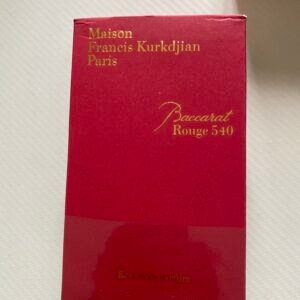 Maison
Francis Kurkdjian
Paris
Baccarat
Rouge 540